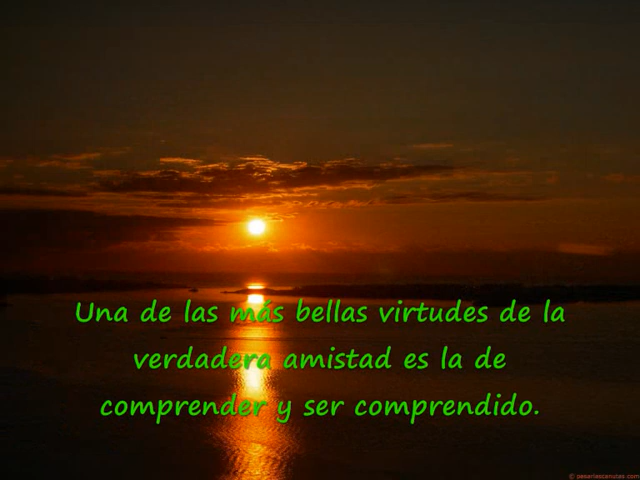 Una de las más bellas virtudes de la
verdadera amistad es la de
comprender y ser comprendido.